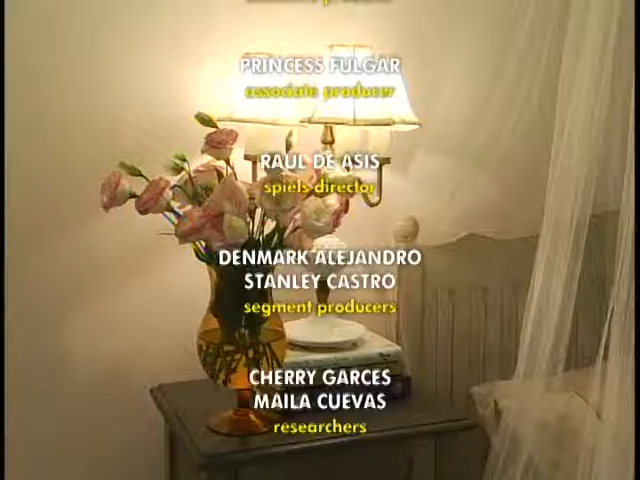 PRINCESS FULGAR
associate producer
RAUL DE ASIS
spiels director
DENMARK ALEJANDRO
STANLEY CASTRO
segment producers
CHERRY GARCES
MAILA CUEVAS
researchers